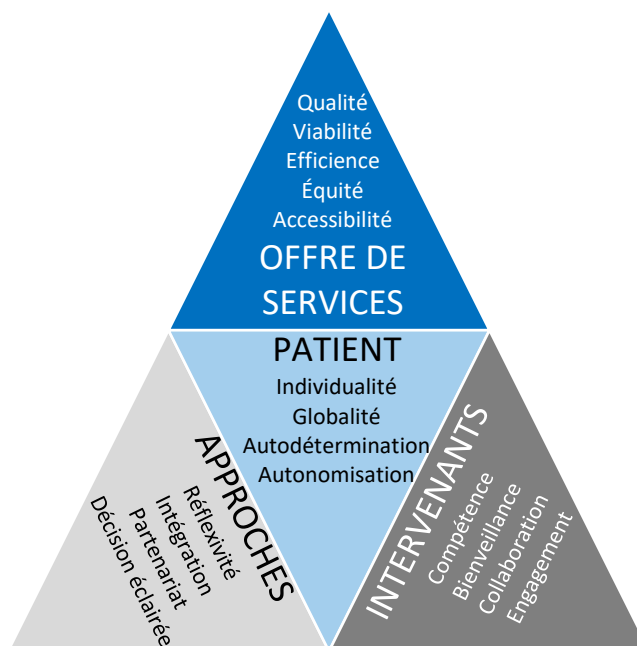 Qualité
Viabilité
Efficience
Équité
Accessibilité
OFFRE DE
SERVICES
PATIENT
Individualité
Globalité
Autodétermination
Autonomisation
APPROCHES
Réflexivité
Intégration
Partenariat
Décision éclairée
INTERVENANTS
Compétence
Bienveillance
Collaboration
Engagement